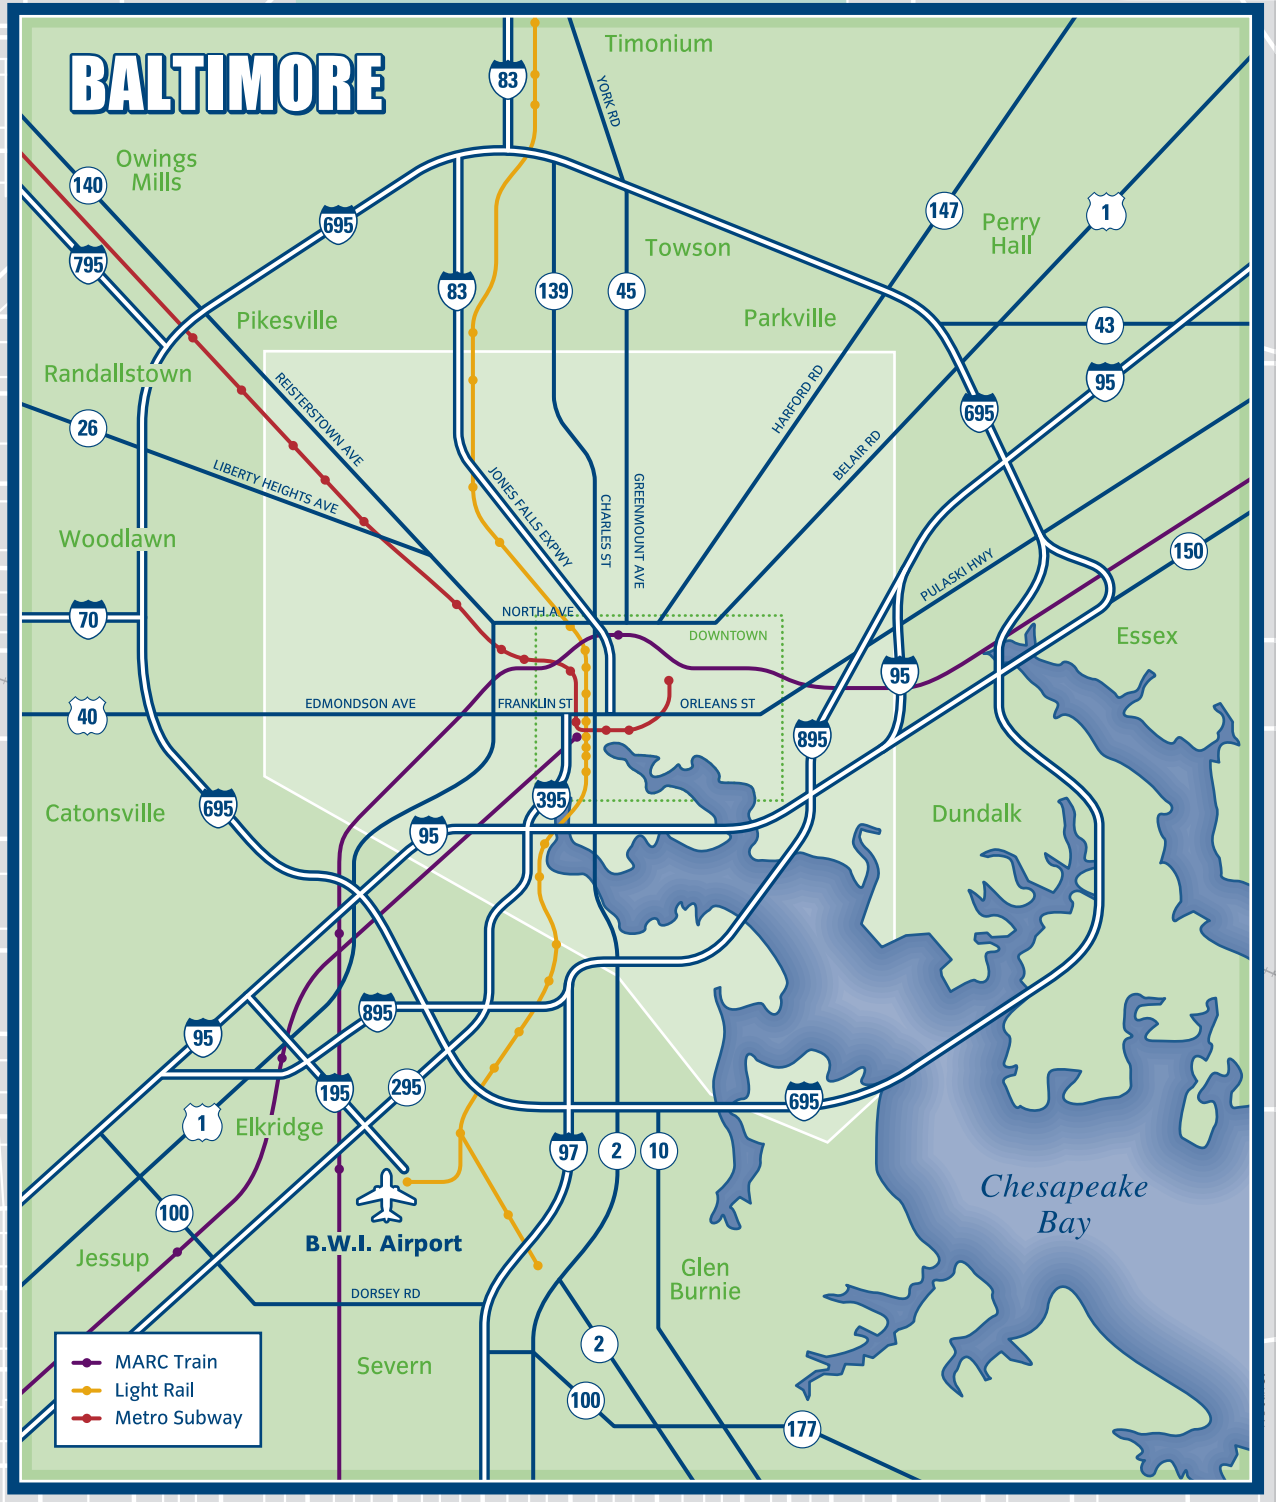 Timonium
BALTIMORE
83
YORK RD
Owings
Mills
140
695
147
Perry
Hall
1
795
Towson
83
139
45
Pikesville
Parkville
43
Randallstown
95
REISTERSTOWN AVE
HARFORD RD
695
26
BELAIR RD
LIBERTY HEIGHTS AVE
JONES FALLS EXPWY
CHARLES ST
GREENMOUNT AVE
Woodlawn
150
PULASKI HWY
70
NORTH AVE
DOWNTOWN
Essex
95
EDMONDSON AVE
FRANKLIN ST
ORLEANS ST
40
895
695
395
Catonsville
Dundalk
95
895
95
195
295
695
1
Elkridge
97
2
10
Chesapeake
Bay
100
B.W.I. Airport
Jessup
Glen
Burnie
DORSEY RD
2
Severn
MARC Train
Light Rail
Metro Subway
100
177